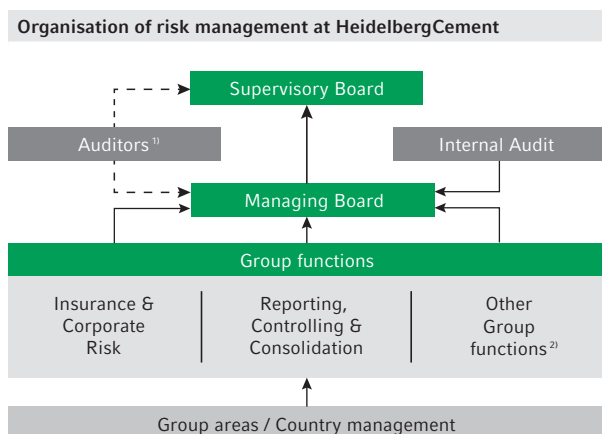 Organisation of risk management at HeidelbergCement
Supervisory Board
Auditors ¹⁾
Internal Audit
Managing Board
Group functions
Insurance &
Corporate
Risk
Reporting,
Controlling &
Consolidation
Other
Group
functions ²⁾
Group areas / Country management